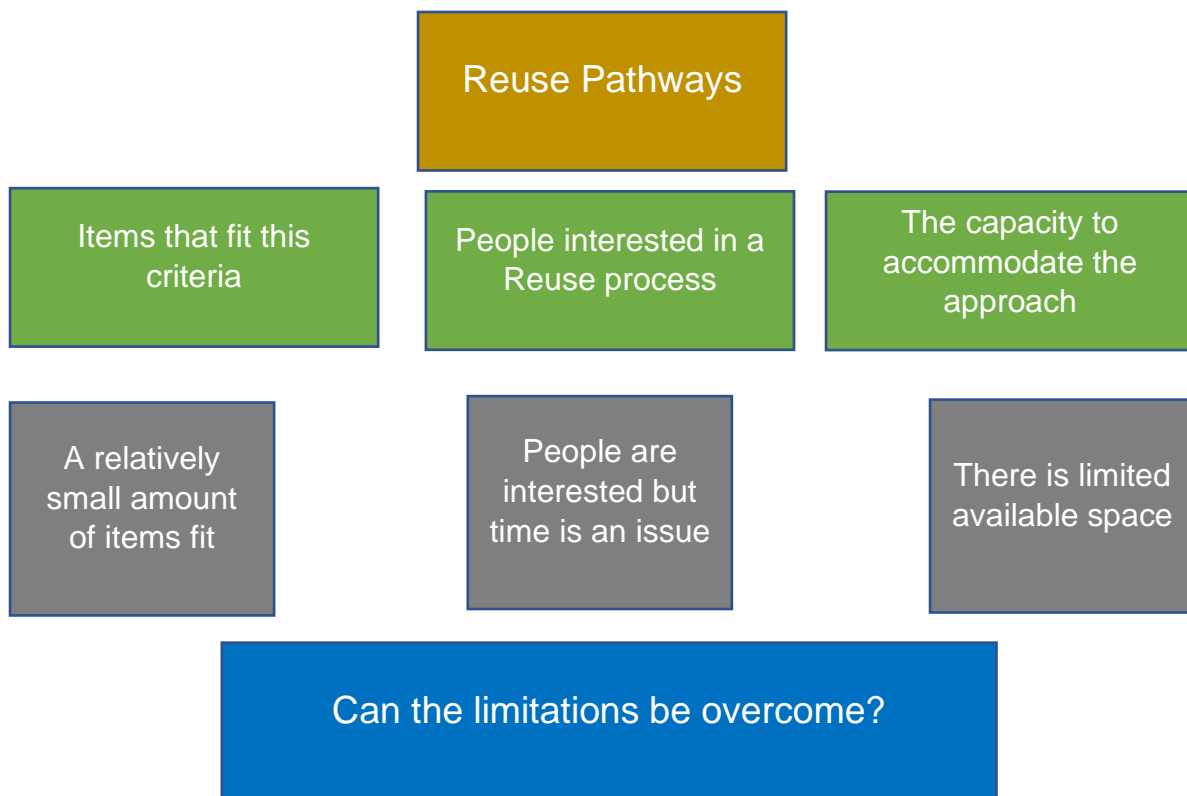 Reuse Pathways
Items that fit this
criteria
People interested in a
Reuse process
The capacity to
accommodate the
approach
A relatively
small amount
of items fit
People are
interested but
time is an issue
There is limited
available space
Can the limitations be overcome?